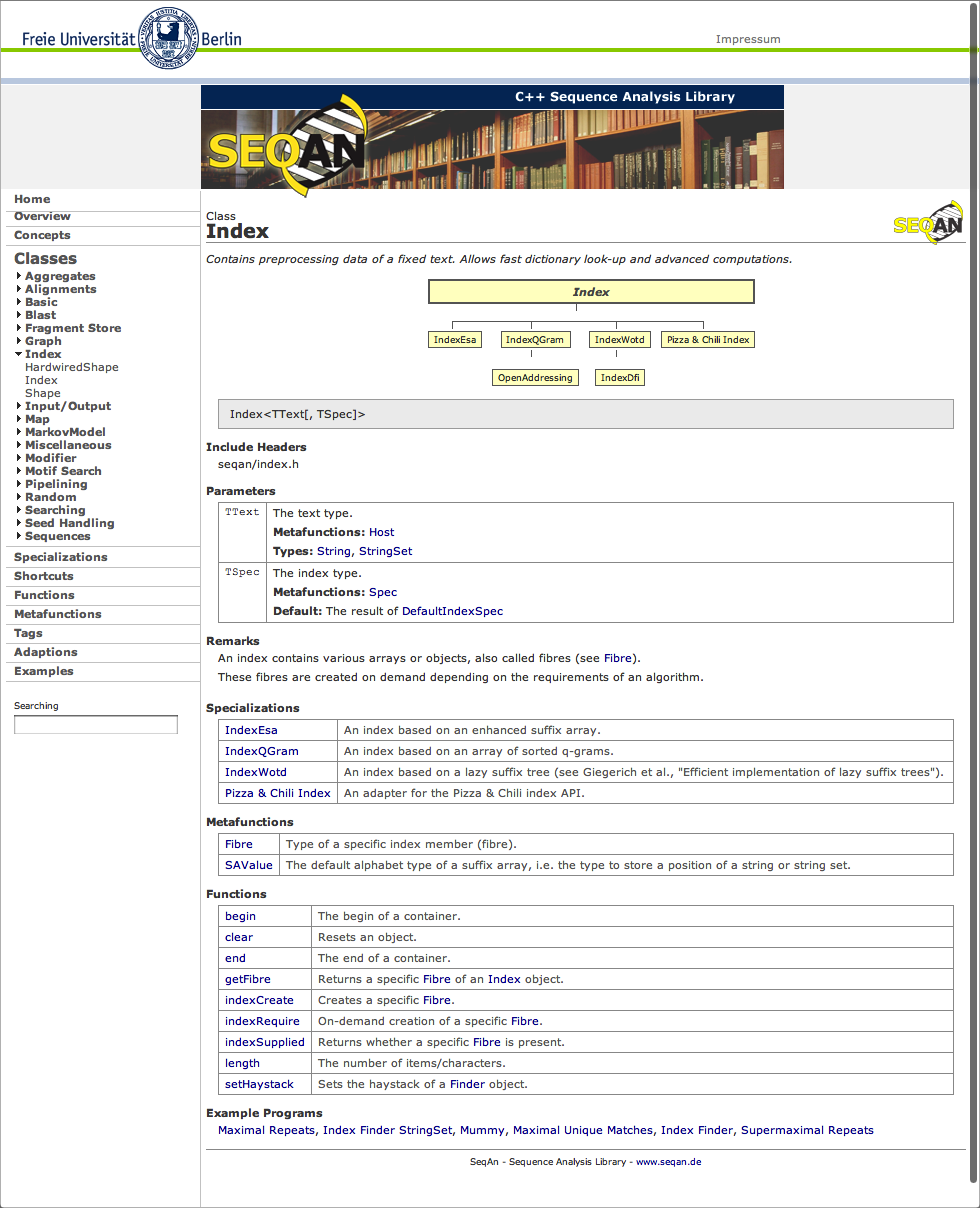 Freie Universität Berlin
Impressum
C++ Sequence Analysis Library
SEQAN
Home
Overview
Concepts
Classes
Aggregates
Alignments
Basic
Blast
Fragment Store
Graph
Index
HardwiredShape
Index
Shape
Input/Output
Map
MarkovModel
Miscellaneous
Modifier
Motif Search
Pipelining
Random
Searching
Seed Handling
Sequences
Specializations
Shortcuts
Functions
Metafunctions
Tags
Adaptions
Examples
Searching
Class
Index
SEQAN
Contains preprocessing data of a fixed text. Allows fast dictionary look-up and advanced computations.
Index
IndexEsa IndexQGram IndexWotd Pizza & Chili Index
OpenAddressing IndexDfi
Index<TText[, TSpec]>
Include Headers
seqan/index.h
Parameters
TText The text type.
Metafunctions: Host
Types: String, StringSet
TSpec The index type.
Metafunctions: Spec
Default: The result of DefaultIndexSpec
Remarks
An index contains various arrays or objects, also called fibres (see Fibre).
These fibres are created on demand depending on the requirements of an algorithm.
Specializations
IndexEsa An index based on an enhanced suffix array.
IndexQGram An index based on an array of sorted q-grams.
IndexWotd An index based on a lazy suffix tree (see Giegerich et al., "Efficient implementation of lazy suffix trees").
Pizza & Chili Index An adapter for the Pizza & Chili index API.
Metafunctions
Fibre Type of a specific index member (fibre).
SAValue The default alphabet type of a suffix array, i.e. the type to store a position of a string or string set.
Functions
begin The begin of a container.
clear Resets an object.
end The end of a container.
getFibre Returns a specific Fibre of an Index object.
indexCreate Creates a specific Fibre.
indexRequire On-demand creation of a specific Fibre.
indexSupplied Returns whether a specific Fibre is present.
length The number of items/characters.
setHaystack Sets the haystack of a Finder object.
Example Programs
Maximal Repeats, Index Finder StringSet, Mummy, Maximal Unique Matches, Index Finder, Supermaximal Repeats
SeqAn - Sequence Analysis Library - www.seqan.de